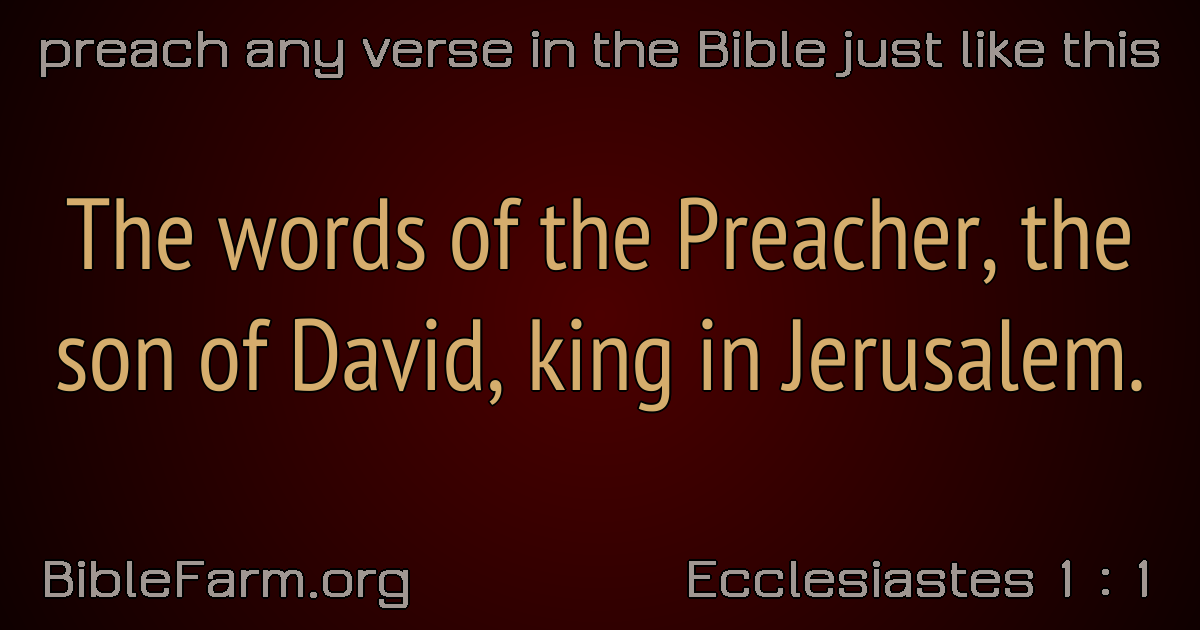 preach any verse in the Bible just like this
The words of the Preacher, the
son of David, king in Jerusalem.
BibleFarm.org
Ecclesiastes 1 : 1